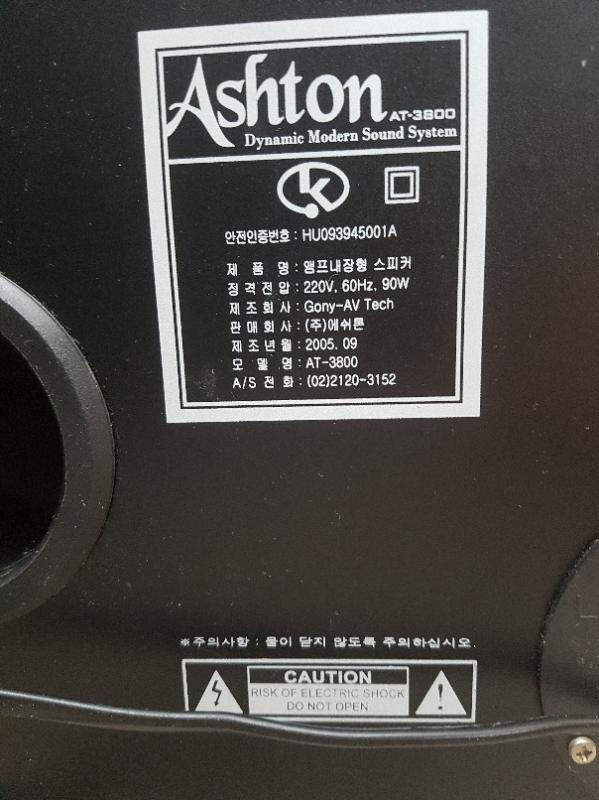 Ashton AT-3800
Dynamic Modern Sound System
안전인증번호 : HU093945001A
제 품 명 : 앰프내장형 스피커
정격전압 : 220V, 60Hz, 90W
제조회사 : Gony-AV Tech
판매회사 : (주)에쉬톤
제조년월 : 2005. 09
모 델 명 : AT-3800
A/S 전화 : (02)2120-3152
※주의사항 : 물이 닫지 않도록 주의하십시오.
CAUTION
RISK OF ELECTRIC SHOCK
DO NOT OPEN